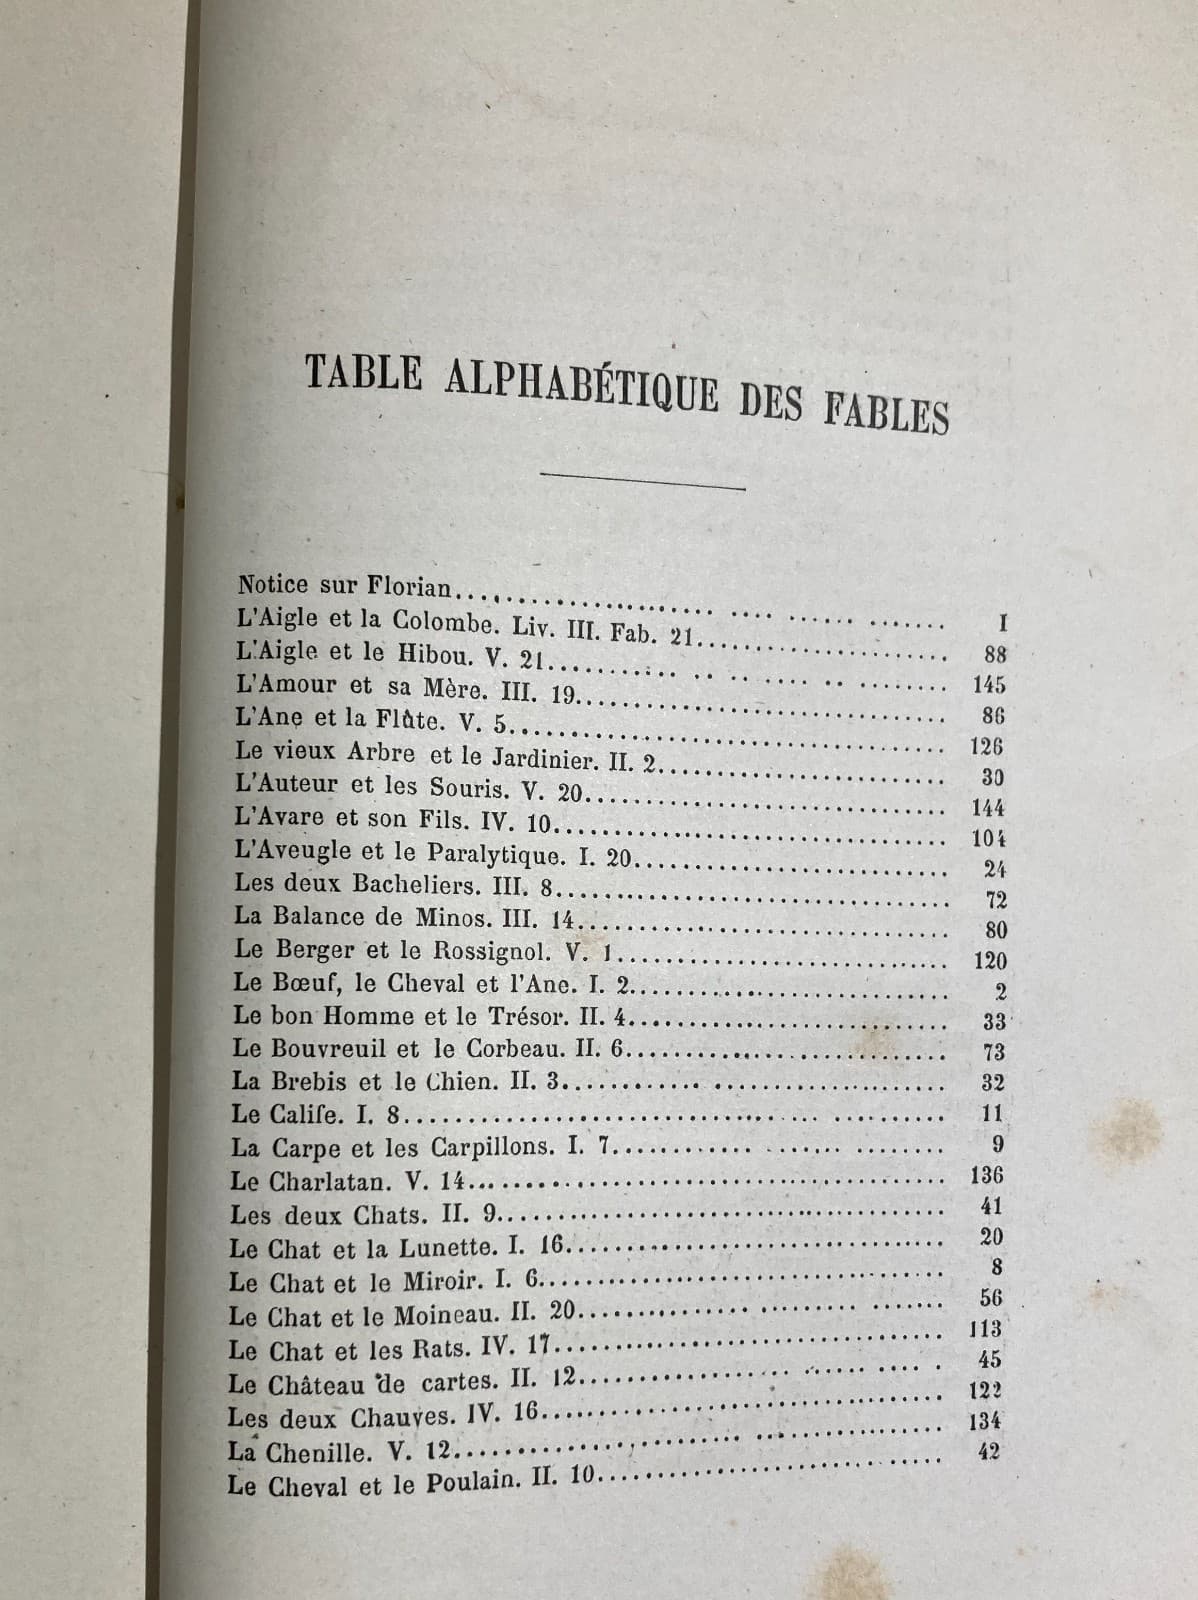 TABLE ALPHABÉTIQUE DES FABLES
Notice sur Florian........................................ I
L'Aigle et la Colombe. Liv. III. Fab. 21........................ 88
L'Aigle et le Hibou. V. 21........................ 145
L'Amour et sa Mère. III. 19........................ 86
L'Ane et la Flûte. V. 5........................ 126
Le vieux Arbre et le Jardinier. II. 2........................ 30
L'Auteur et les Souris. V. 20........................ 144
L'Avare et son Fils. IV. 10........................ 104
L'Aveugle et le Paralytique. I. 20........................ 24
Les deux Bacheliers. III. 8........................ 72
La Balance de Minos. III. 14........................ 80
Le Berger et le Rossignol. V. 1........................ 120
Le Bœuf, le Cheval et l'Ane. I. 2........................ 2
Le bon Homme et le Trésor. II. 4........................ 33
Le Bouvreuil et le Corbeau. II. 6........................ 73
La Brebis et le Chien. II. 3........................ 32
Le Calife. I. 8........................ 11
La Carpe et les Carpillons. I. 7........................ 9
Le Charlatan. V. 14........................ 136
Les deux Chats. II. 9........................ 41
Le Chat et la Lunette. I. 16........................ 20
Le Chat et le Miroir. I. 6........................ 8
Le Chat et le Moineau. II. 20........................ 56
Le Chat et les Rats. IV. 17........................ 113
Le Château de cartes. II. 12........................ 45
Les deux Chauves. IV. 16........................ 122
La Chenille. V. 12........................ 134
Le Cheval et le Poulain. II. 10........................ 42